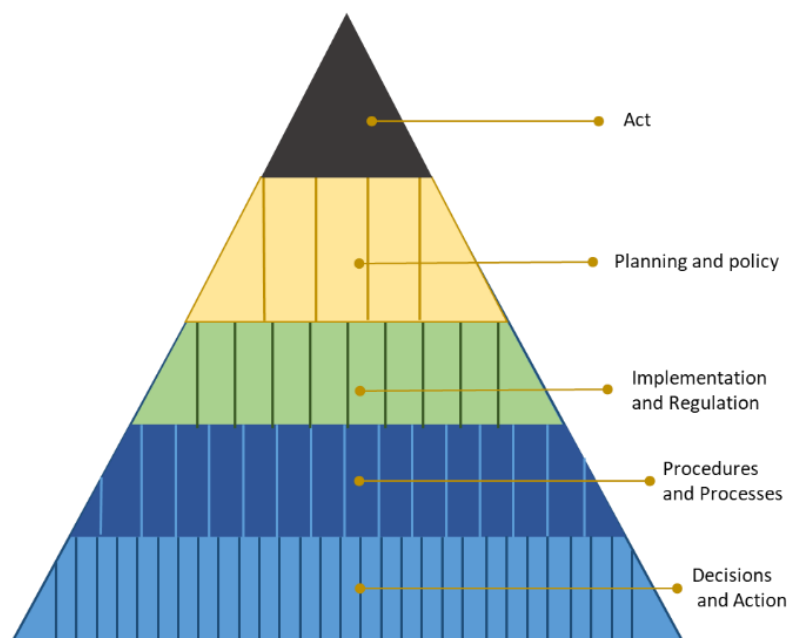 Act
Planning and policy
Implementation
and Regulation
Procedures
and Processes
Decisions
and Action